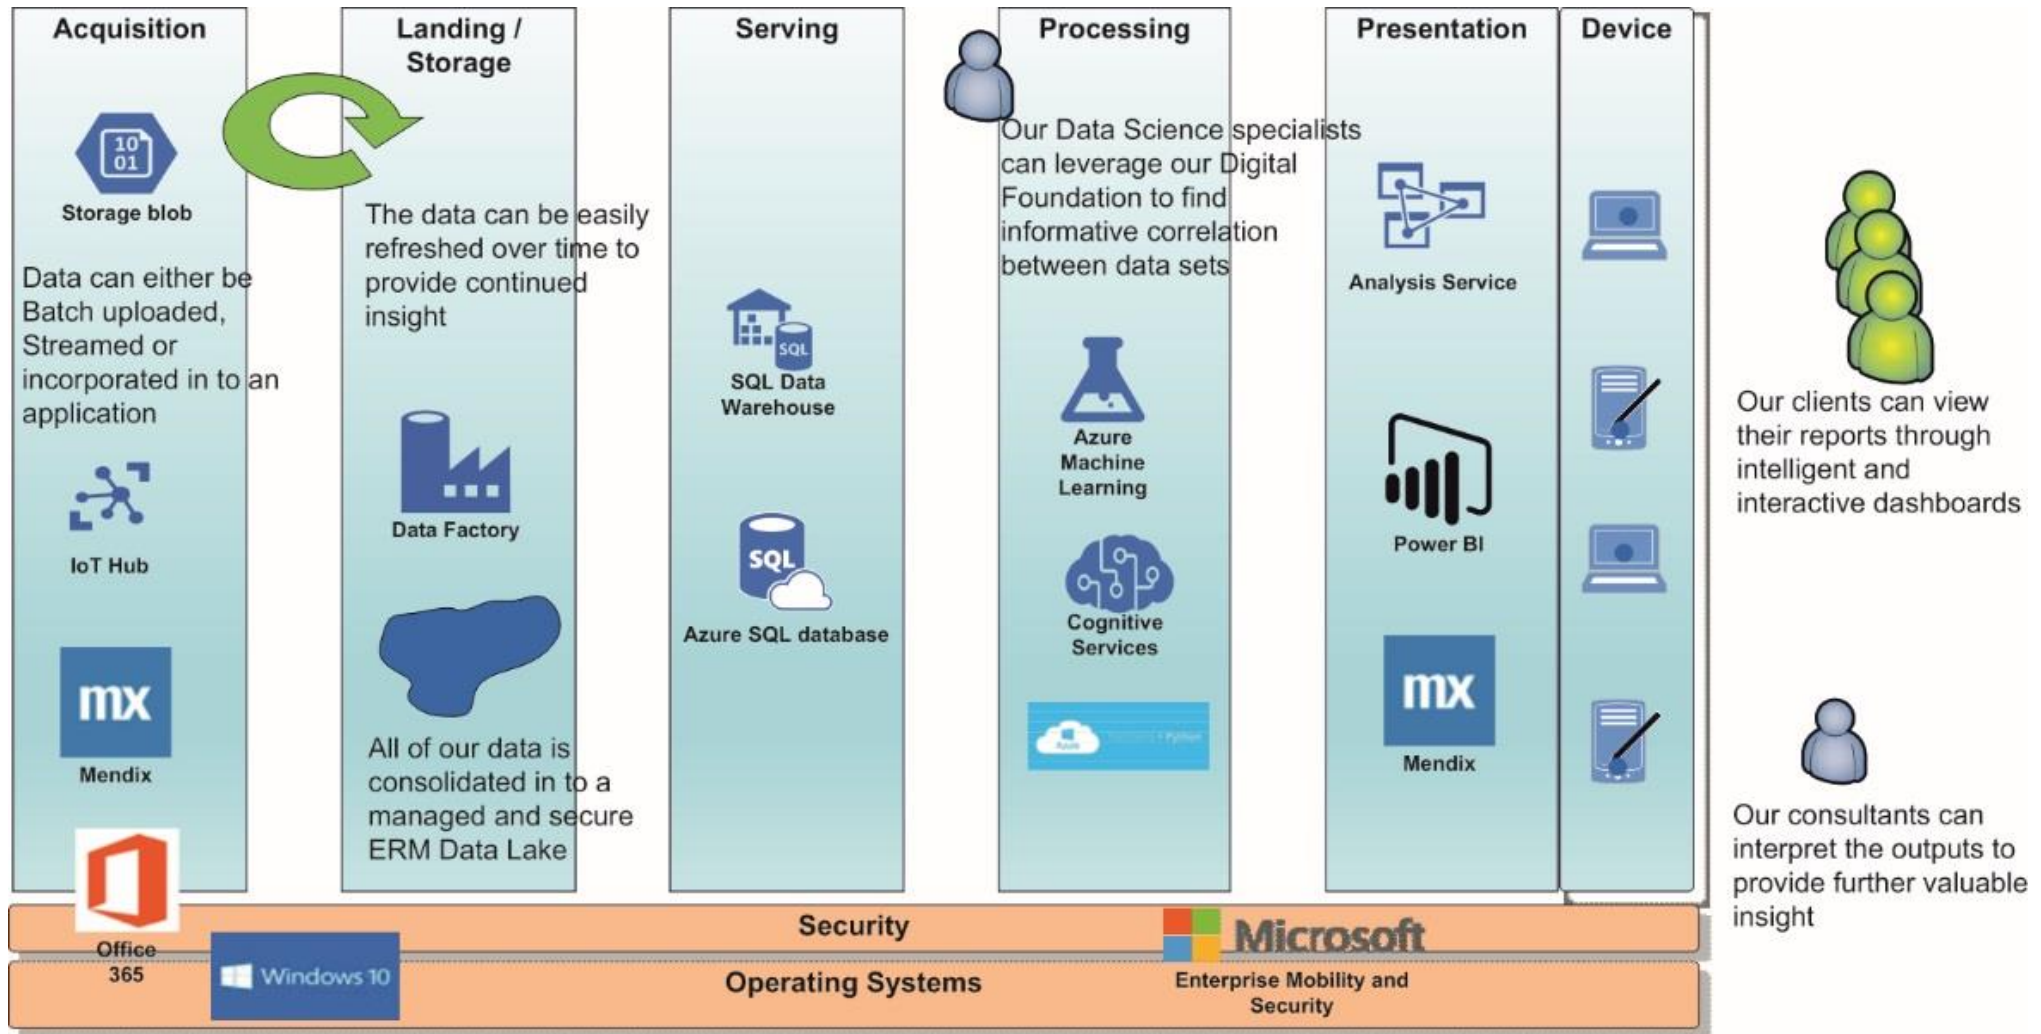 Acquisition
Storage blob
Data can either be
Batch uploaded,
Streamed or
incorporated in to an
application
IoT Hub
mx
Mendix
Office
365
Landing /
Storage
The data can be easily
refreshed over time to
provide continued
insight
Data Factory
All of our data is
consolidated in to a
managed and secure
ERM Data Lake
Serving
SQL
SQL Data
Warehouse
SQL
Azure SQL database
Processing
Our Data Science specialists
can leverage our Digital
Foundation to find
informative correlation
between data sets
Azure
Machine
Learning
Cognitive
Services
Azure
Python
Presentation
Analysis Service
Power BI
mx
Mendix
Device
Our clients can view
their reports through
intelligent and
interactive dashboards
Our consultants can
interpret the outputs to
provide further valuable
insight
10
01
Security
Microsoft
Enterprise Mobility and
Security
Windows 10
Operating Systems